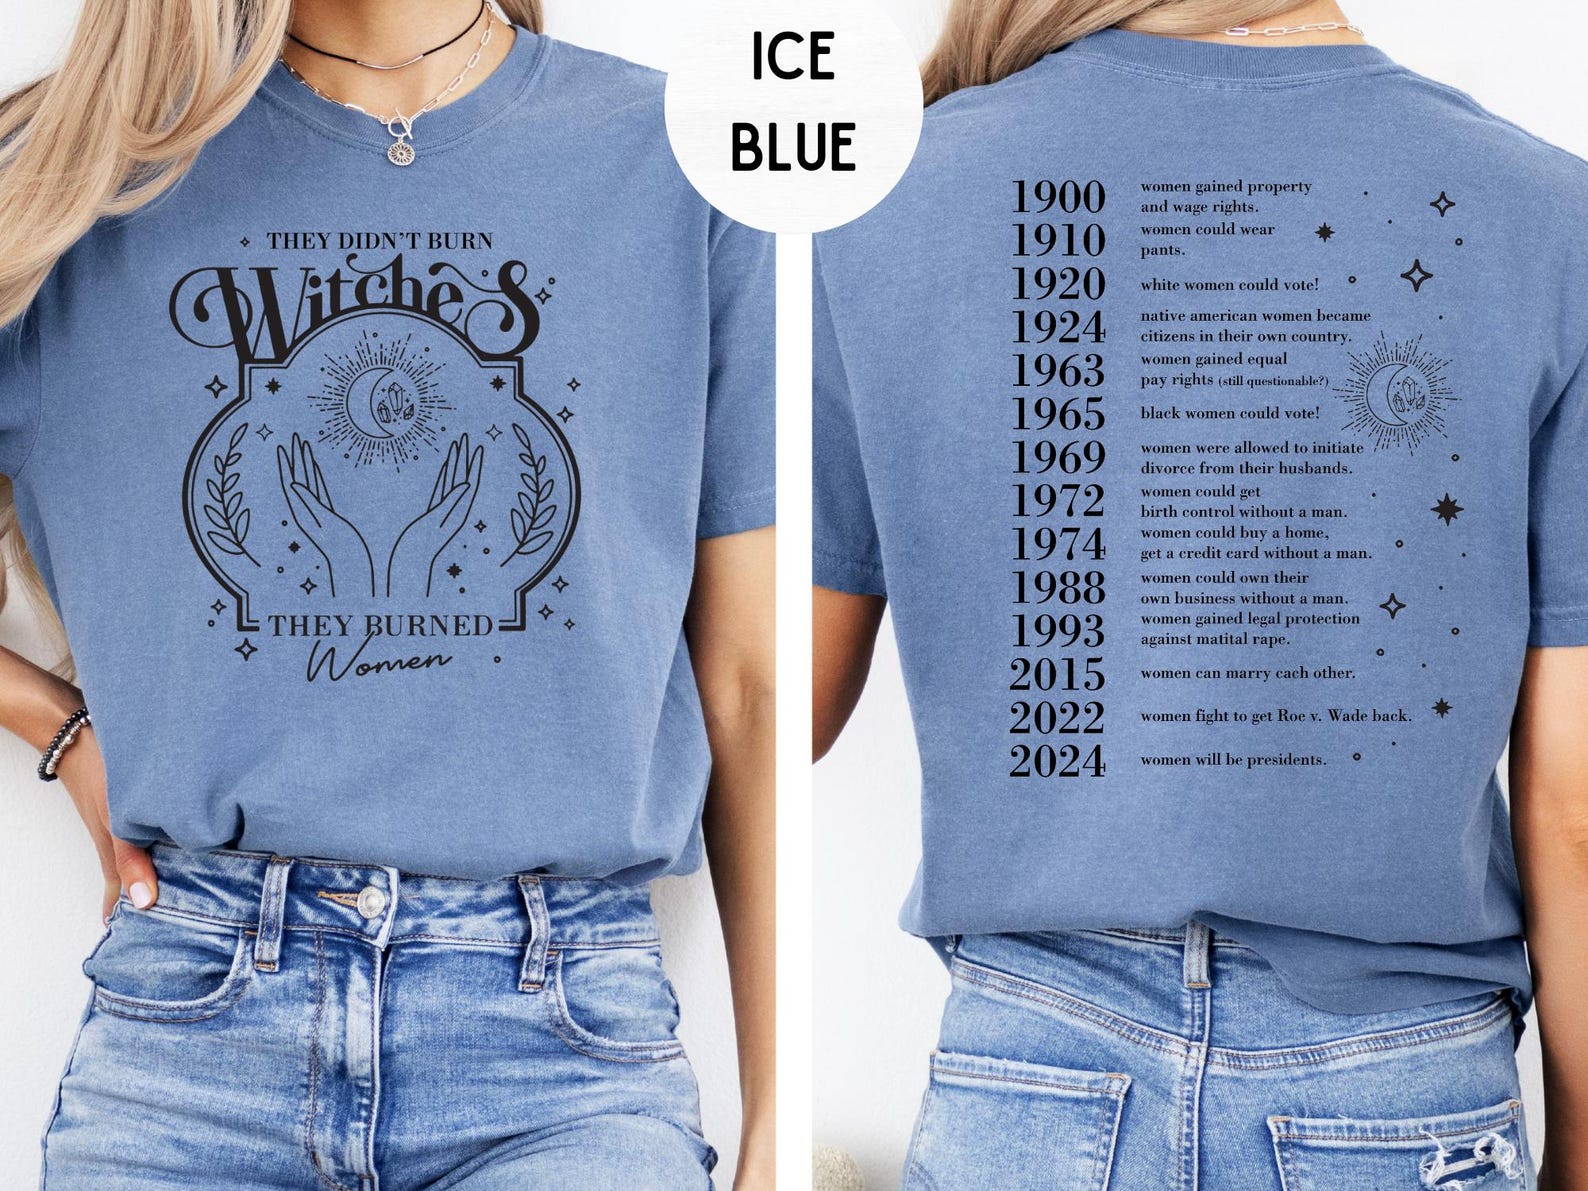 ICE
BLUE
THEY DIDN'T BURN
Witches
THEY BURNED
Women
1900 women gained property
and wage rights.
1910 women could wear
pants.
1920 white women could vote!
1924 native american women became
citizens in their own country.
1963 women gained equal
pay rights (still questionable?)
1965 black women could vote!
1969 women were allowed to initiate
divorce from their husbands.
1972 women could get
birth control without a man.
1974 women could buy a home,
get a credit card without a man.
1988 women could own their
own business without a man.
1993 women gained legal protection
against matital rape.
2015 women can marry each other.
2022 women fight to get Roe v. Wade back.
2024 women will be presidents.